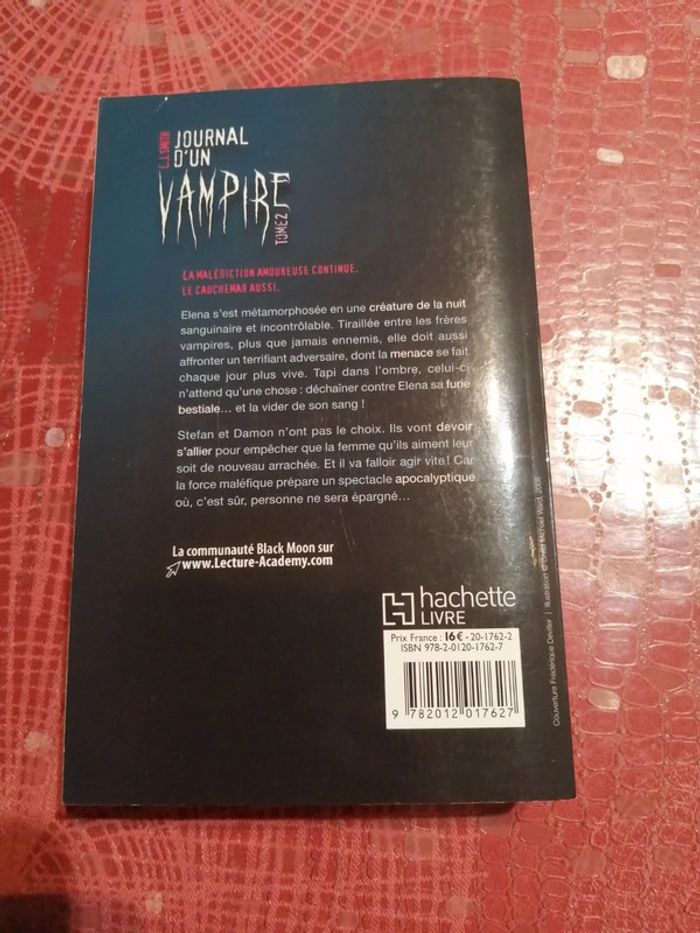 L.J. SMITH
JOURNAL
D'UN
VAMPIRE
TOME 2
LA MALÉDICTION AMOUREUSE CONTINUE.
LE CAUCHEMAR AUSSI.
Elena s'est métamorphosée en une créature de la nuit
sanguinaire et incontrôlable. Tiraillée entre les frères
vampires, plus que jamais ennemis, elle doit aussi
affronter un terrifiant adversaire, dont la menace se fait
chaque jour plus vive. Tapi dans l'ombre, celui-ci
n'attend qu'une chose : déchaîner contre Elena sa furie
bestiale... et la vider de son sang !
Stefan et Damon n'ont pas le choix. Ils vont devoir
s'allier pour empêcher que la femme qu'ils aiment leur
soit de nouveau arrachée. Et il va falloir agir vite ! Car
la force maléfique prépare un spectacle apocalyptique
où, c'est sûr, personne ne sera épargné...
La communauté Black Moon sur
www.Lecture-Academy.com
hachette
LIVRE
Prix France : 16 € - 20-1762-2
ISBN 978-2-0120-1762-7
9 782012 017627
Couverture Frédérique Deviller | Illustration © Carrie Michael Ward, 2008